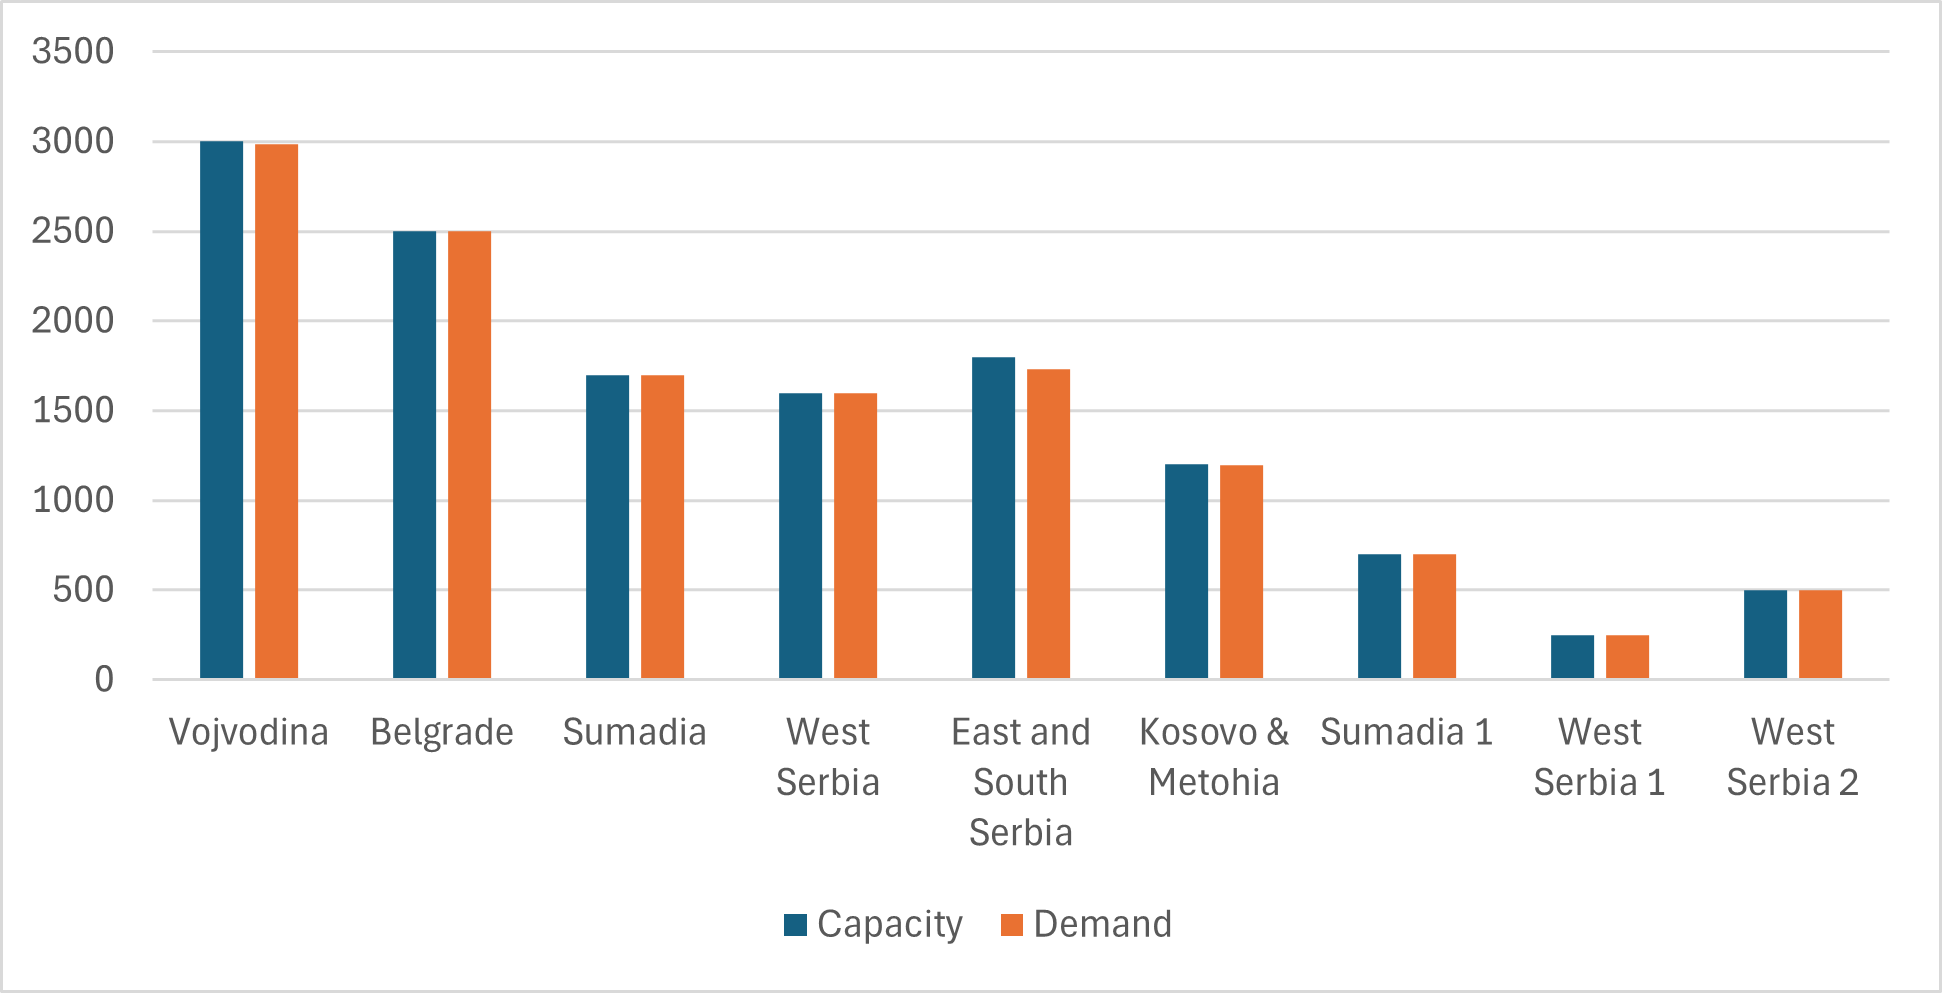 3500
3000
2500
2000
1500
1000
500
0
Vojvodina
Belgrade
Sumadia
West
Serbia
East and
South
Serbia
Kosovo &
Metohia
Sumadia 1
West
Serbia 1
West
Serbia 2
Capacity
Demand